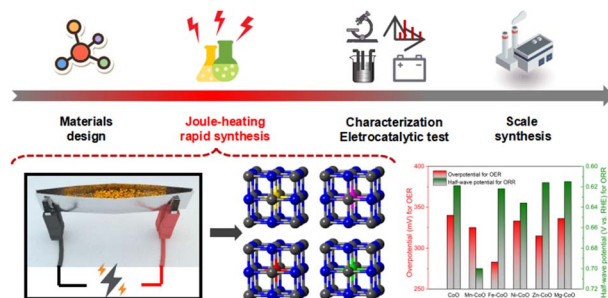 Materials
design
Joule-heating
rapid synthesis
Characterization
Eletrocatalytic test
Scale
synthesis
Overpotential for OER
Half-wave potential for ORR
Overpotential (mV) for OER
400
350
300
250
0.60
0.62
0.64
0.66
0.68
0.70
0.72
Half-wave potential (V vs. RHE) for ORR
CoO Mn-CoO Fe-CoO Ni-CoO Zn-CoO Mg-CoO